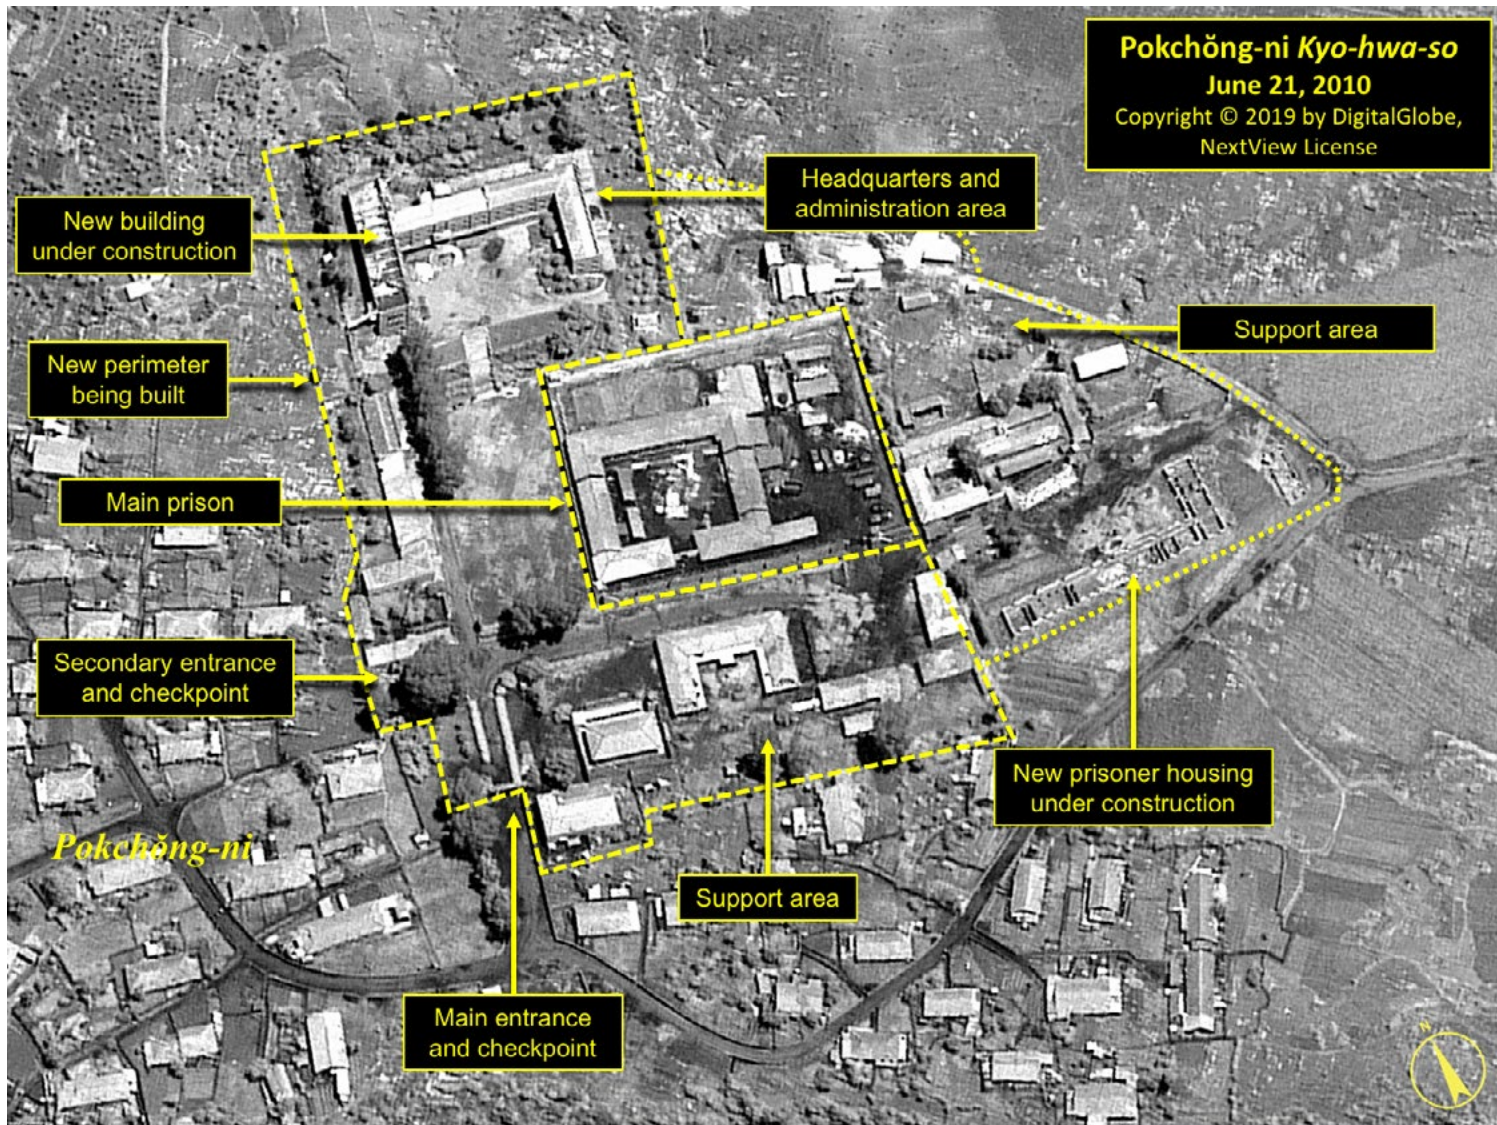 Pokchŏng-ni Kyo-hwa-so
June 21, 2010
Copyright © 2019 by DigitalGlobe,
NextView License
Headquarters and
administration area
New building
under construction
Support area
New perimeter
being built
Main prison
Secondary entrance
and checkpoint
New prisoner housing
under construction
Pokchŏng-ni
Support area
Main entrance
and checkpoint
N